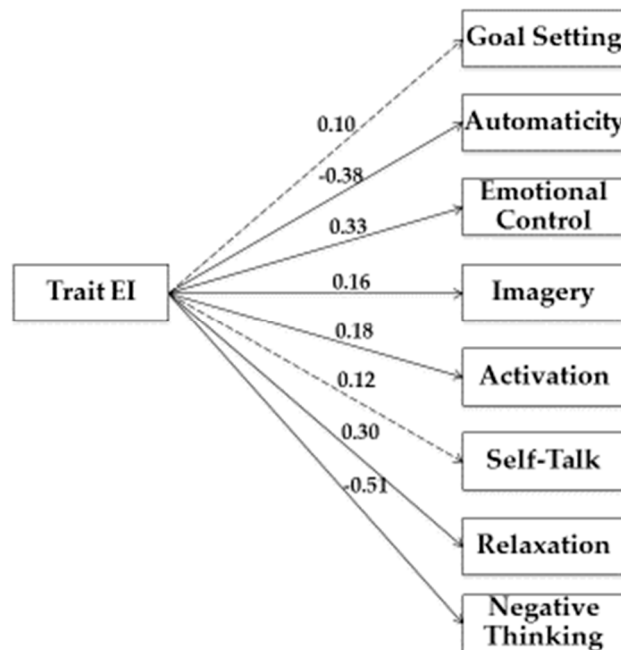 Goal Setting
0.10
Automaticity
-0.38
Emotional
Control
0.33
Trait EI
0.16
Imagery
0.18
Activation
0.12
Self-Talk
0.30
Relaxation
-0.51
Negative
Thinking